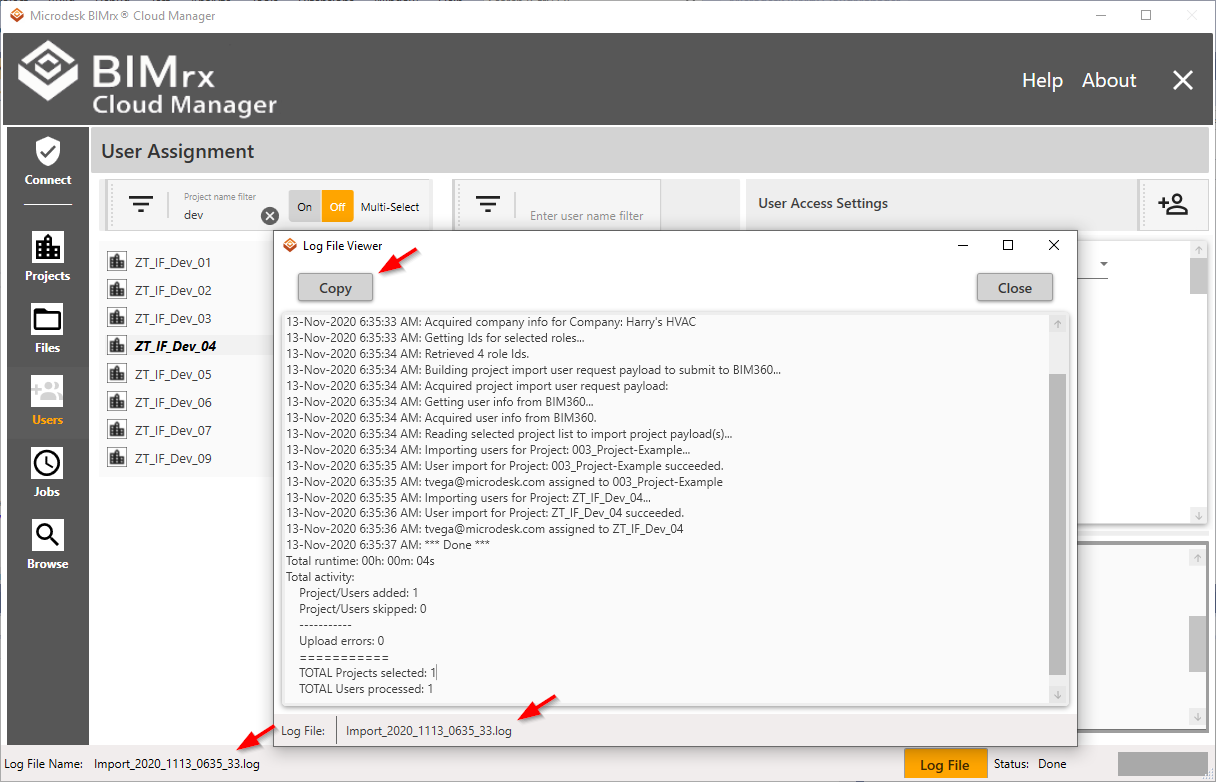 Microdesk BIMrx® Cloud Manager
BIMrx
Cloud Manager
Help
About
Connect
Projects
Files
Users
Jobs
Browse
User Assignment
Project name filter
dev
On
Off
Multi-Select
Enter user name filter
User Access Settings
ZT_IF_Dev_01
ZT_IF_Dev_02
ZT_IF_Dev_03
ZT_IF_Dev_04
ZT_IF_Dev_05
ZT_IF_Dev_06
ZT_IF_Dev_07
ZT_IF_Dev_09
Log File Viewer
Copy
Close
13-Nov-2020 6:35:33 AM: Acquired company info for Company: Harry's HVAC
13-Nov-2020 6:35:33 AM: Getting Ids for selected roles...
13-Nov-2020 6:35:34 AM: Retrieved 4 role Ids.
13-Nov-2020 6:35:34 AM: Building project import user request payload to submit to BIM360...
13-Nov-2020 6:35:34 AM: Acquired project import user request payload:
13-Nov-2020 6:35:34 AM: Getting user info from BIM360...
13-Nov-2020 6:35:34 AM: Acquired user info from BIM360.
13-Nov-2020 6:35:34 AM: Reading selected project list to import project payload(s)...
13-Nov-2020 6:35:34 AM: Importing users for Project: 003_Project-Example...
13-Nov-2020 6:35:35 AM: User import for Project: 003_Project-Example succeeded.
13-Nov-2020 6:35:35 AM: tvega@microdesk.com assigned to 003_Project-Example
13-Nov-2020 6:35:35 AM: Importing users for Project: ZT_IF_Dev_04...
13-Nov-2020 6:35:36 AM: User import for Project: ZT_IF_Dev_04 succeeded.
13-Nov-2020 6:35:36 AM: tvega@microdesk.com assigned to ZT_IF_Dev_04
13-Nov-2020 6:35:37 AM: *** Done ***
Total runtime: 00h: 00m: 04s
Total activity:
Project/Users added: 1
Project/Users skipped: 0
-----------
Upload errors: 0
===========
TOTAL Projects selected: 1
TOTAL Users processed: 1
Log File:
Import_2020_1113_0635_33.log
Log File Name:
Import_2020_1113_0635_33.log
Log File
Status:
Done